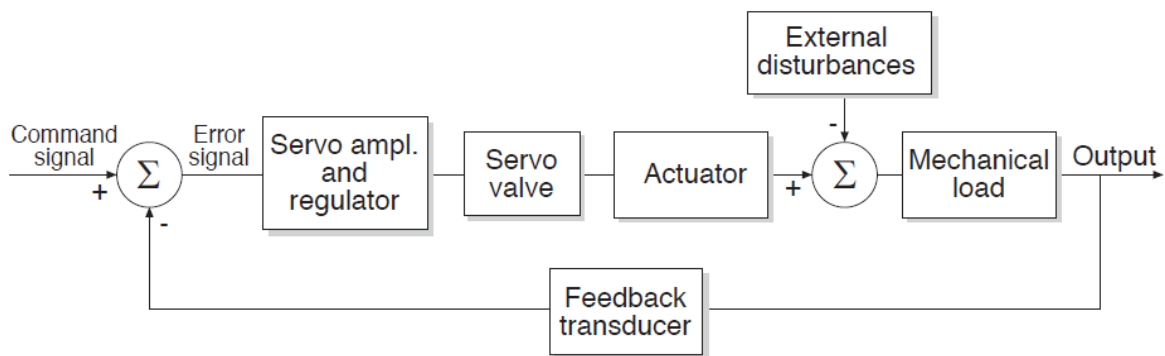 External
disturbances
Command
signal
Error
signal
Servo ampl.
and
regulator
Servo
valve
Actuator
Mechanical
load
Output
+
Σ
-
+
-
Σ
Feedback
transducer